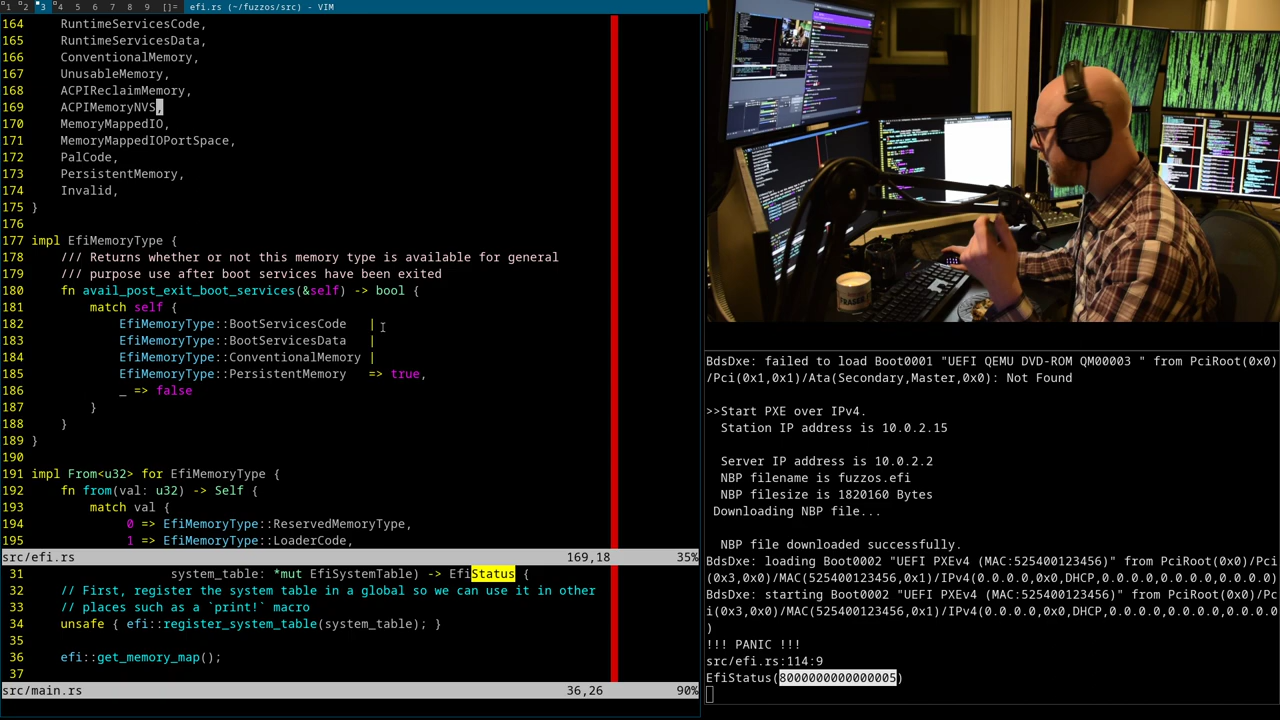 1 2 3 4 5 6 7 8 9 []= efi.rs (~/fuzzos/src) - VIM
164 RuntimeServicesCode,
165 RuntimeServicesData,
166 ConventionalMemory,
167 UnusableMemory,
168 ACPIReclaimMemory,
169 ACPIMemoryNVS,
170 MemoryMappedIO,
171 MemoryMappedIOPortSpace,
172 PalCode,
173 PersistentMemory,
174 Invalid,
175 }
176
177 impl EfiMemoryType {
178 /// Returns whether or not this memory type is available for general
179 /// purpose use after boot services have been exited
180 fn avail_post_exit_boot_services(&self) -> bool {
181 match self {
182 EfiMemoryType::BootServicesCode |
183 EfiMemoryType::BootServicesData |
184 EfiMemoryType::ConventionalMemory |
185 EfiMemoryType::PersistentMemory => true,
186 _ => false
187 }
188 }
189 }
190
191 impl From<u32> for EfiMemoryType {
192 fn from(val: u32) -> Self {
193 match val {
194 0 => EfiMemoryType::ReservedMemoryType,
195 1 => EfiMemoryType::LoaderCode,
src/efi.rs 169,18 35%
31 system_table: *mut EfiSystemTable) -> EfiStatus {
32 // First, register the system table in a global so we can use it in other
33 // places such as a `print!` macro
34 unsafe { efi::register_system_table(system_table); }
35
36 efi::get_memory_map();
37
src/main.rs 36,26 90%
FRABER
BdsDxe: failed to load Boot0001 "UEFI QEMU DVD-ROM QM00003 " from PciRoot(0x0)
/Pci(0x1,0x1)/Ata(Secondary,Master,0x0): Not Found
>>Start PXE over IPv4.
Station IP address is 10.0.2.15
Server IP address is 10.0.2.2
NBP filename is fuzzos.efi
NBP filesize is 1820160 Bytes
Downloading NBP file...
NBP file downloaded successfully.
BdsDxe: loading Boot0002 "UEFI PXEv4 (MAC:525400123456)" from PciRoot(0x0)/Pci
(0x3,0x0)/MAC(525400123456,0x1)/IPv4(0.0.0.0,0x0,DHCP,0.0.0.0,0.0.0.0,0.0.0.0)
BdsDxe: starting Boot0002 "UEFI PXEv4 (MAC:525400123456)" from PciRoot(0x0)/Pc
i(0x3,0x0)/MAC(525400123456,0x1)/IPv4(0.0.0.0,0x0,DHCP,0.0.0.0,0.0.0.0,0.0.0.0
)
!!! PANIC !!!
src/efi.rs:114:9
EfiStatus(8000000000000005)